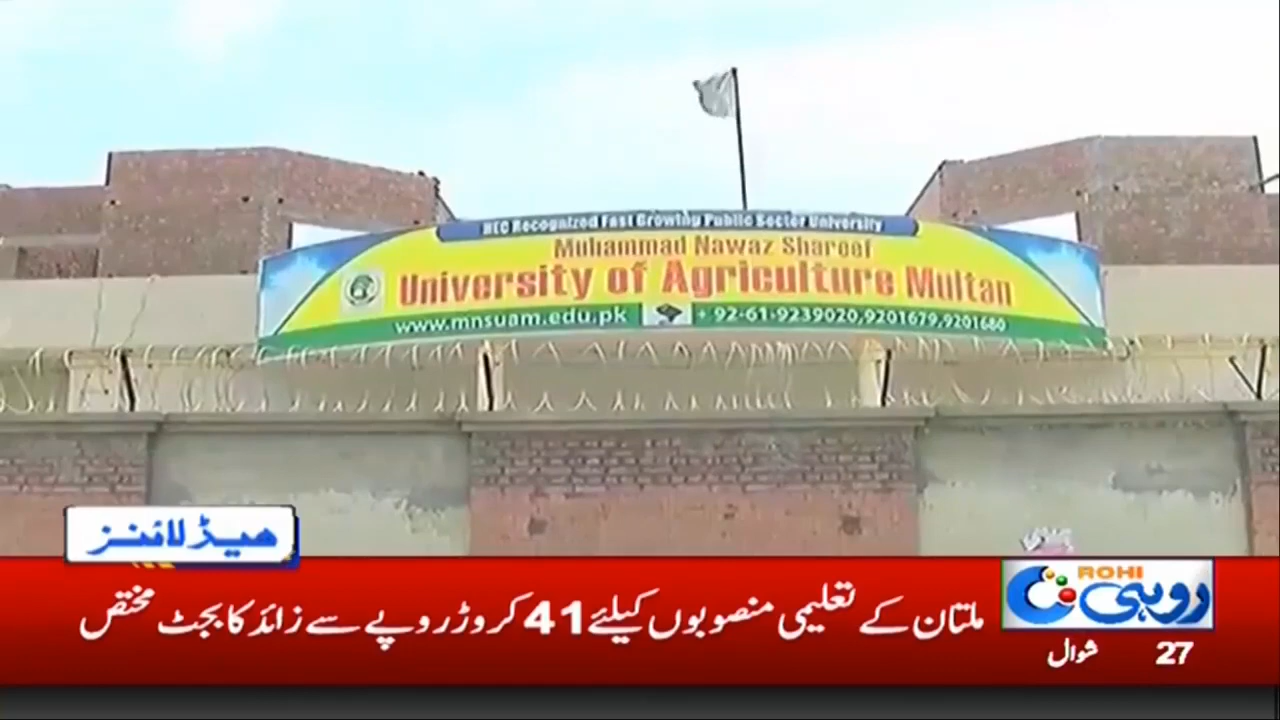 HEC Recognized Fast Growing Public Sector University
Muhammad Nawaz Shareef
University of Agriculture Multan
www.mnsuam.edu.pk + 92-61-9239020,9201679,9201680
ھیڈ لائنز
ROHI
روہی
ملتان کے تعلیمی منصوبوں کیلئے 41 کروڑ روپے سے زائد کا بجٹ مختص
27 شوال